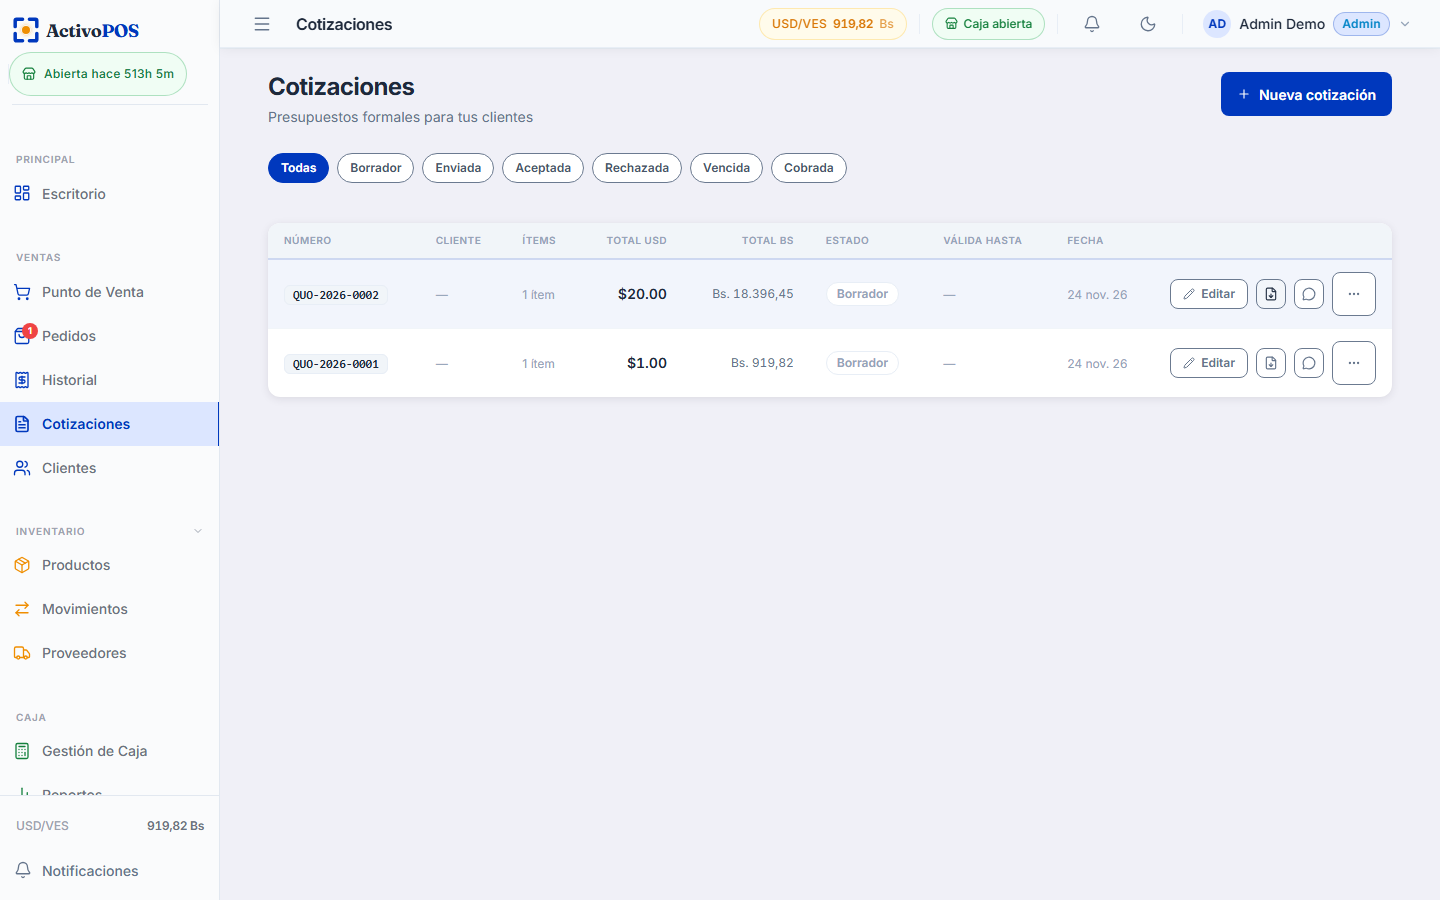 ActivoPOS
Abierta hace 513h 5m
PRINCIPAL
Escritorio
VENTAS
Punto de Venta
1
Pedidos
Historial
Cotizaciones
Clientes
INVENTARIO
Productos
Movimientos
Proveedores
CAJA
Gestión de Caja
Reportes
USD/VES 919,82 Bs
Notificaciones
Cotizaciones
USD/VES 919,82 Bs
Caja abierta
AD Admin Demo Admin
Cotizaciones
Presupuestos formales para tus clientes
+ Nueva cotización
Todas Borrador Enviada Aceptada Rechazada Vencida Cobrada
NÚMERO CLIENTE ÍTEMS TOTAL USD TOTAL BS ESTADO VÁLIDA HASTA FECHA
QUO-2026-0002 — 1 ítem $20.00 Bs. 18.396,45 Borrador — 24 nov. 26 Editar ···
QUO-2026-0001 — 1 ítem $1.00 Bs. 919,82 Borrador — 24 nov. 26 Editar ···